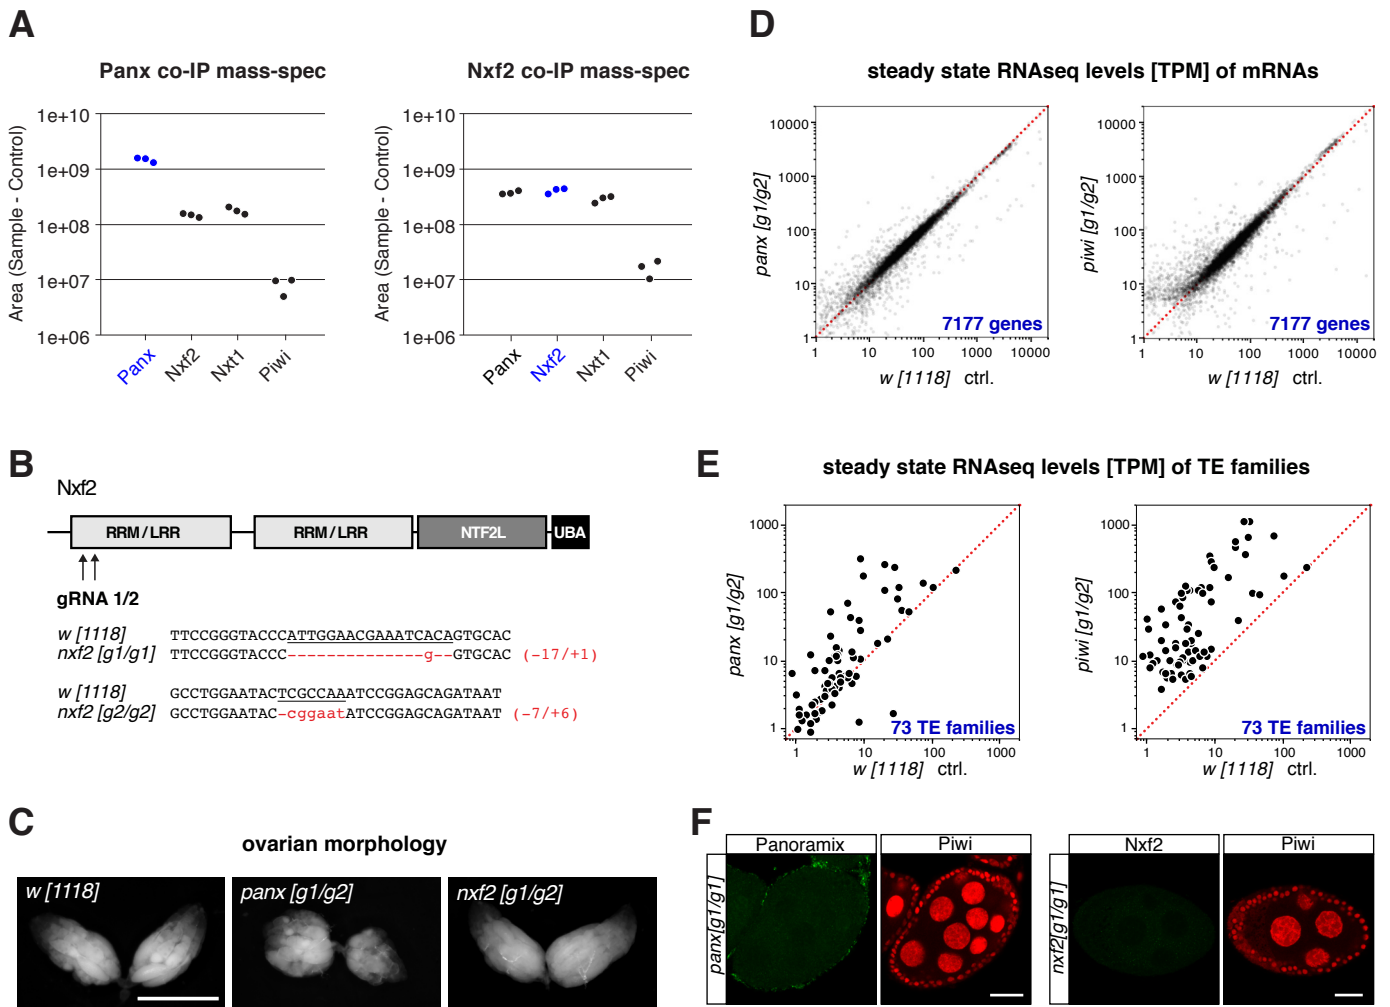 A
Panx co-IP mass-spec
Area (Sample - Control)
1e+10
1e+09
1e+08
1e+07
1e+06
Panx
Nxf2
Nxt1
Piwi
Nxf2 co-IP mass-spec
Area (Sample - Control)
1e+10
1e+09
1e+08
1e+07
1e+06
Panx
Nxf2
Nxt1
Piwi
B
Nxf2
RRM / LRR
RRM / LRR
NTF2L
UBA
gRNA 1/2
w [1118] TTCCGGGTACCCATTGGAACGAAATCACAGTGCAC
nxf2 [g1/g1] TTCCGGGTACCC--------------g--GTGCAC (-17/+1)
w [1118] GCCTGGAATACTCGCCAAATCCGGAGCAGATAAT
nxf2 [g2/g2] GCCTGGAATAC-cggaatATCCGGAGCAGATAAT (-7/+6)
C
ovarian morphology
w [1118]
panx [g1/g2]
nxf2 [g1/g2]
D
steady state RNAseq levels [TPM] of mRNAs
panx [g1/g2]
10000
1000
100
10
1
7177 genes
1 10 100 1000 10000
w [1118] ctrl.
piwi [g1/g2]
10000
1000
100
10
1
7177 genes
1 10 100 1000 10000
w [1118] ctrl.
E
steady state RNAseq levels [TPM] of TE families
panx [g1/g2]
1000
100
10
1
73 TE families
1 10 100 1000
w [1118] ctrl.
piwi [g1/g2]
1000
100
10
1
73 TE families
1 10 100 1000
w [1118] ctrl.
F
Panoramix
Piwi
panx[g1/g1]
Nxf2
Piwi
nxf2[g1/g1]